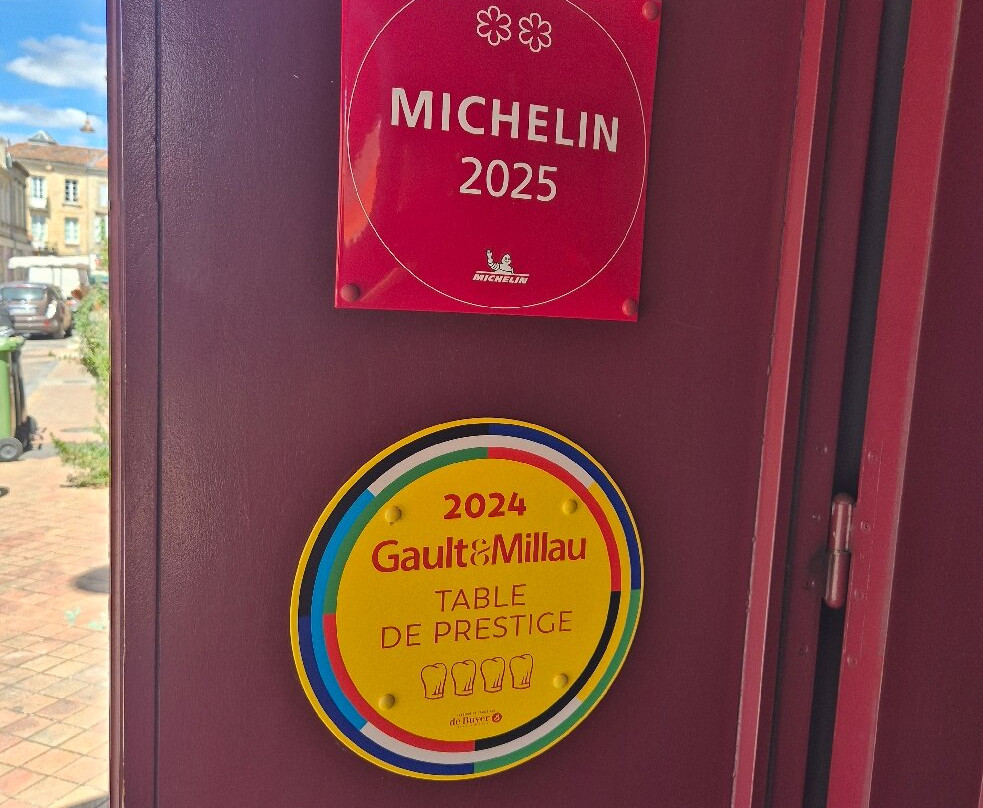 MICHELIN
2025
MICHELIN
2024
Gault&Millau
TABLE
DE PRESTIGE
de Buyer